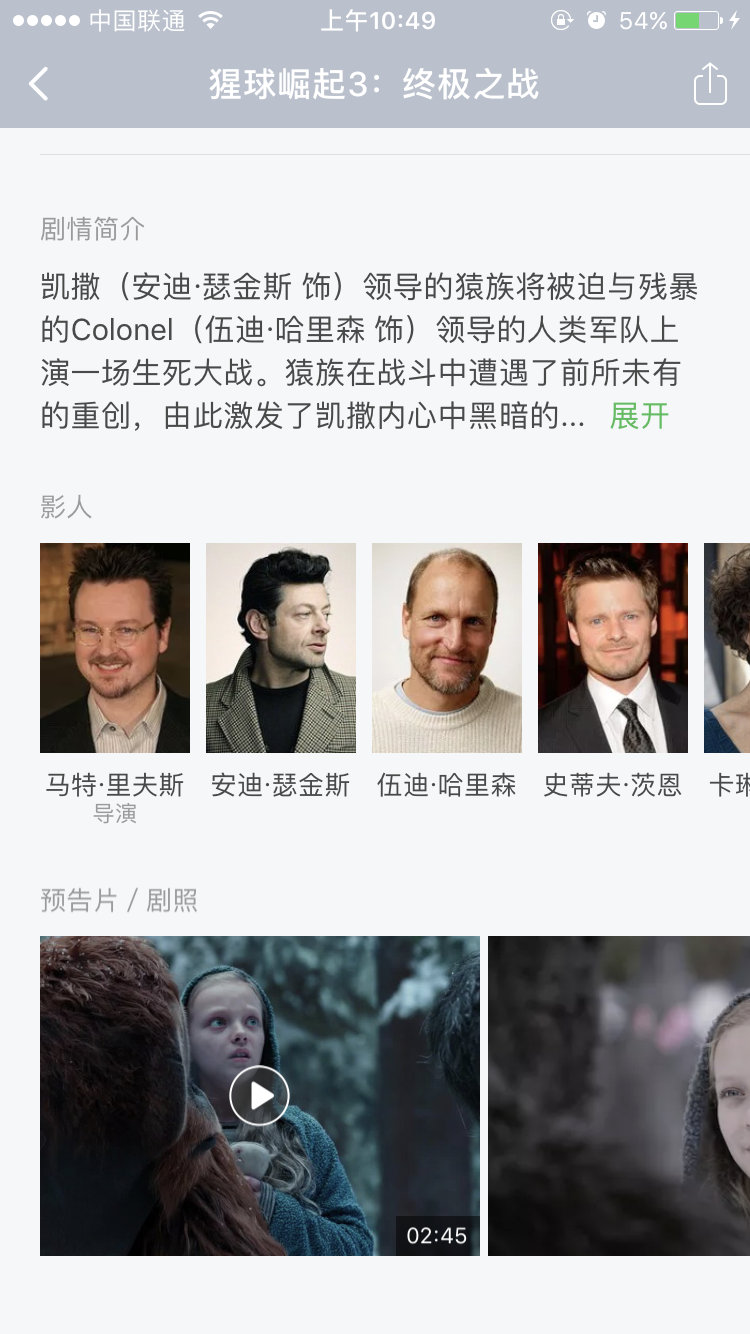 中国联通 上午10:49 54%
猩球崛起3：终极之战
剧情简介
凯撒（安迪·瑟金斯 饰）领导的猿族将被迫与残暴
的Colonel（伍迪·哈里森 饰）领导的人类军队上
演一场生死大战。猿族在战斗中遭遇了前所未有
的重创，由此激发了凯撒内心中黑暗的... 展开
影人
马特·里夫斯 安迪·瑟金斯 伍迪·哈里森 史蒂夫·茨恩 卡
导演
预告片 / 剧照
02:45